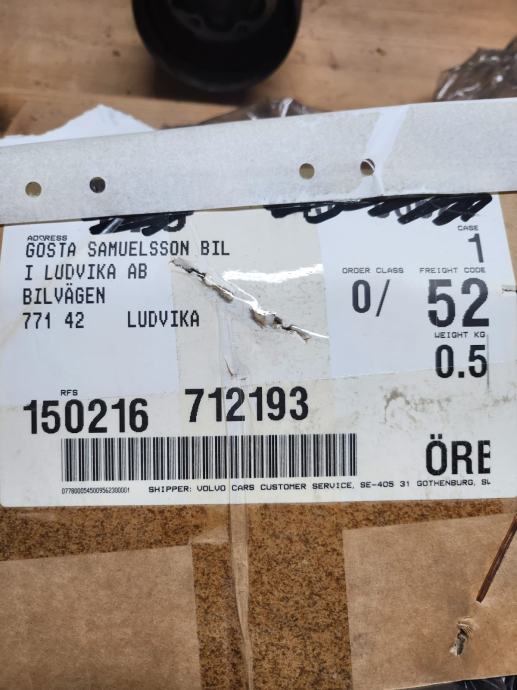 CASE
1
ADDRESS
GOSTA SAMUELSSON BIL
I LUDVIKA AB
BILVÄGEN
771 42 LUDVIKA
ORDER CLASS
0/
FREIGHT CODE
52
WEIGHT KG
0.5
RFS
150216 712193
ÖRE
SHIPPER: VOLVO CARS CUSTOMER SERVICE, SE-405 31 GOTHENBURG,